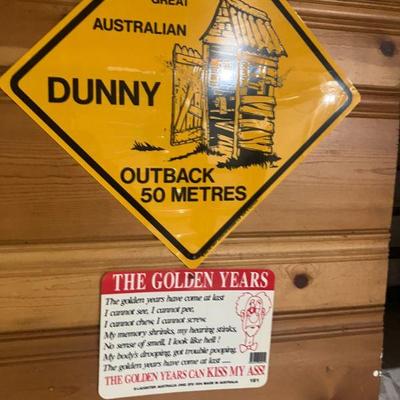 GREAT
AUSTRALIAN
DUNNY
OUTBACK
50 METRES
THE GOLDEN YEARS
The golden years have come at last
I cannot see, I cannot pee,
I cannot chew, I cannot screw.
My memory shrinks, my hearing stinks,
No sense of smell, I look like hell !
My body's drooping, got trouble pooping.
The golden years have come at last ....
THE GOLDEN YEARS CAN KISS MY ASS!